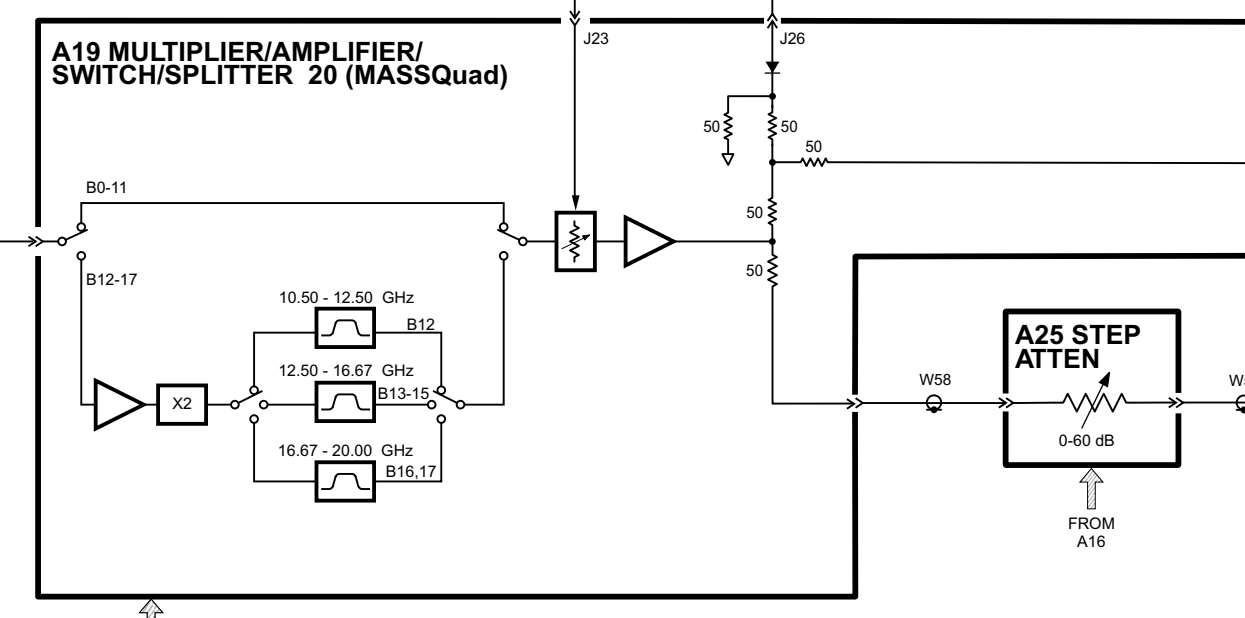 J23
J26
A19 MULTIPLIER/AMPLIFIER/
SWITCH/SPLITTER 20 (MASSQuad)
50
50
50
B0-11
50
50
B12-17
10.50 - 12.50 GHz
B12
12.50 - 16.67 GHz
B13-15
X2
16.67 - 20.00 GHz
B16,17
A25 STEP
ATTEN
W58
0-60 dB
FROM
A16